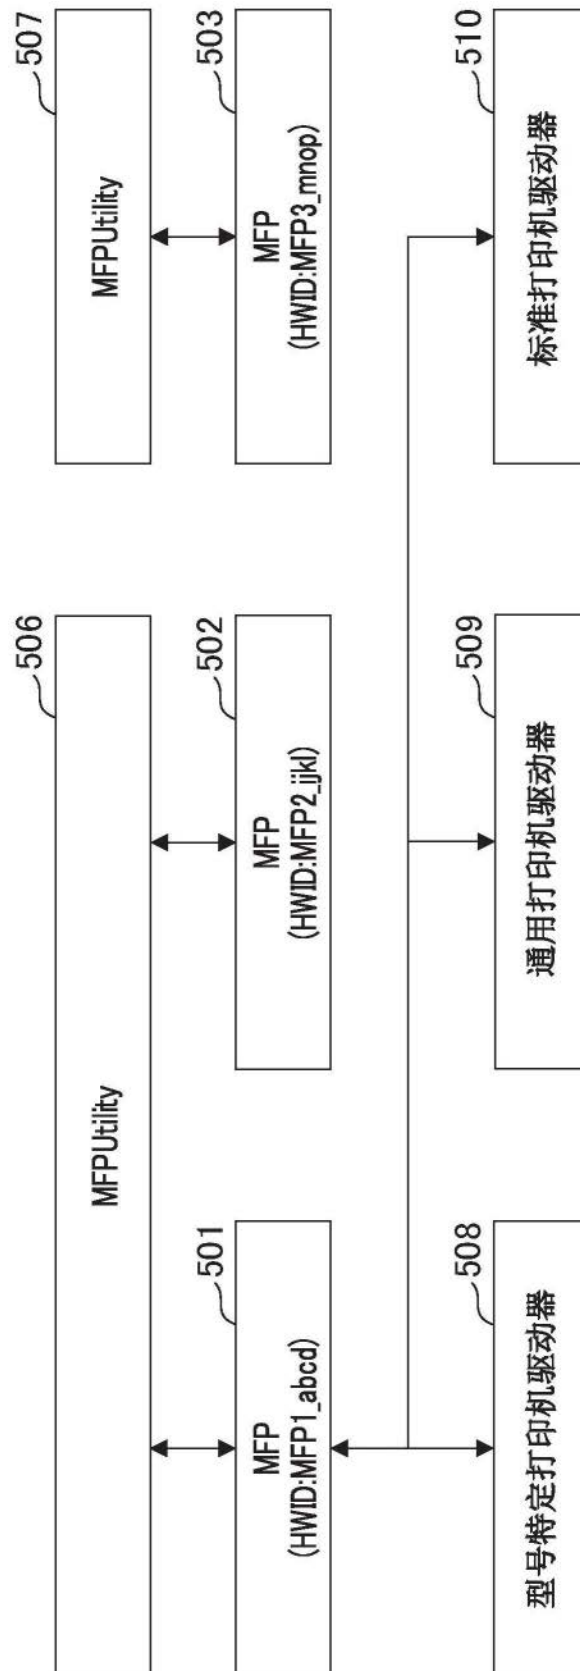 506
MFPUtility
507
MFPUtility
501
MFP
(HWID:MFP1_abcd)
502
MFP
(HWID:MFP2_ijkl)
503
MFP
(HWID:MFP3_mnop)
508
型号特定打印机驱动器
509
通用打印机驱动器
510
标准打印机驱动器